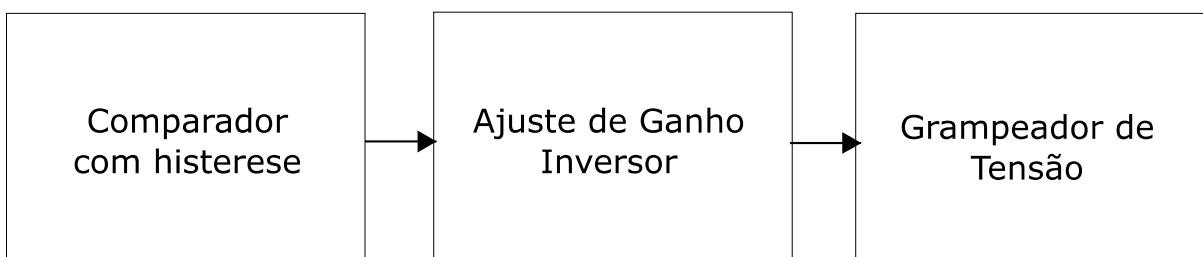 Comparador
com histerese
Ajuste de Ganho
Inversor
Grampeador de
Tensão